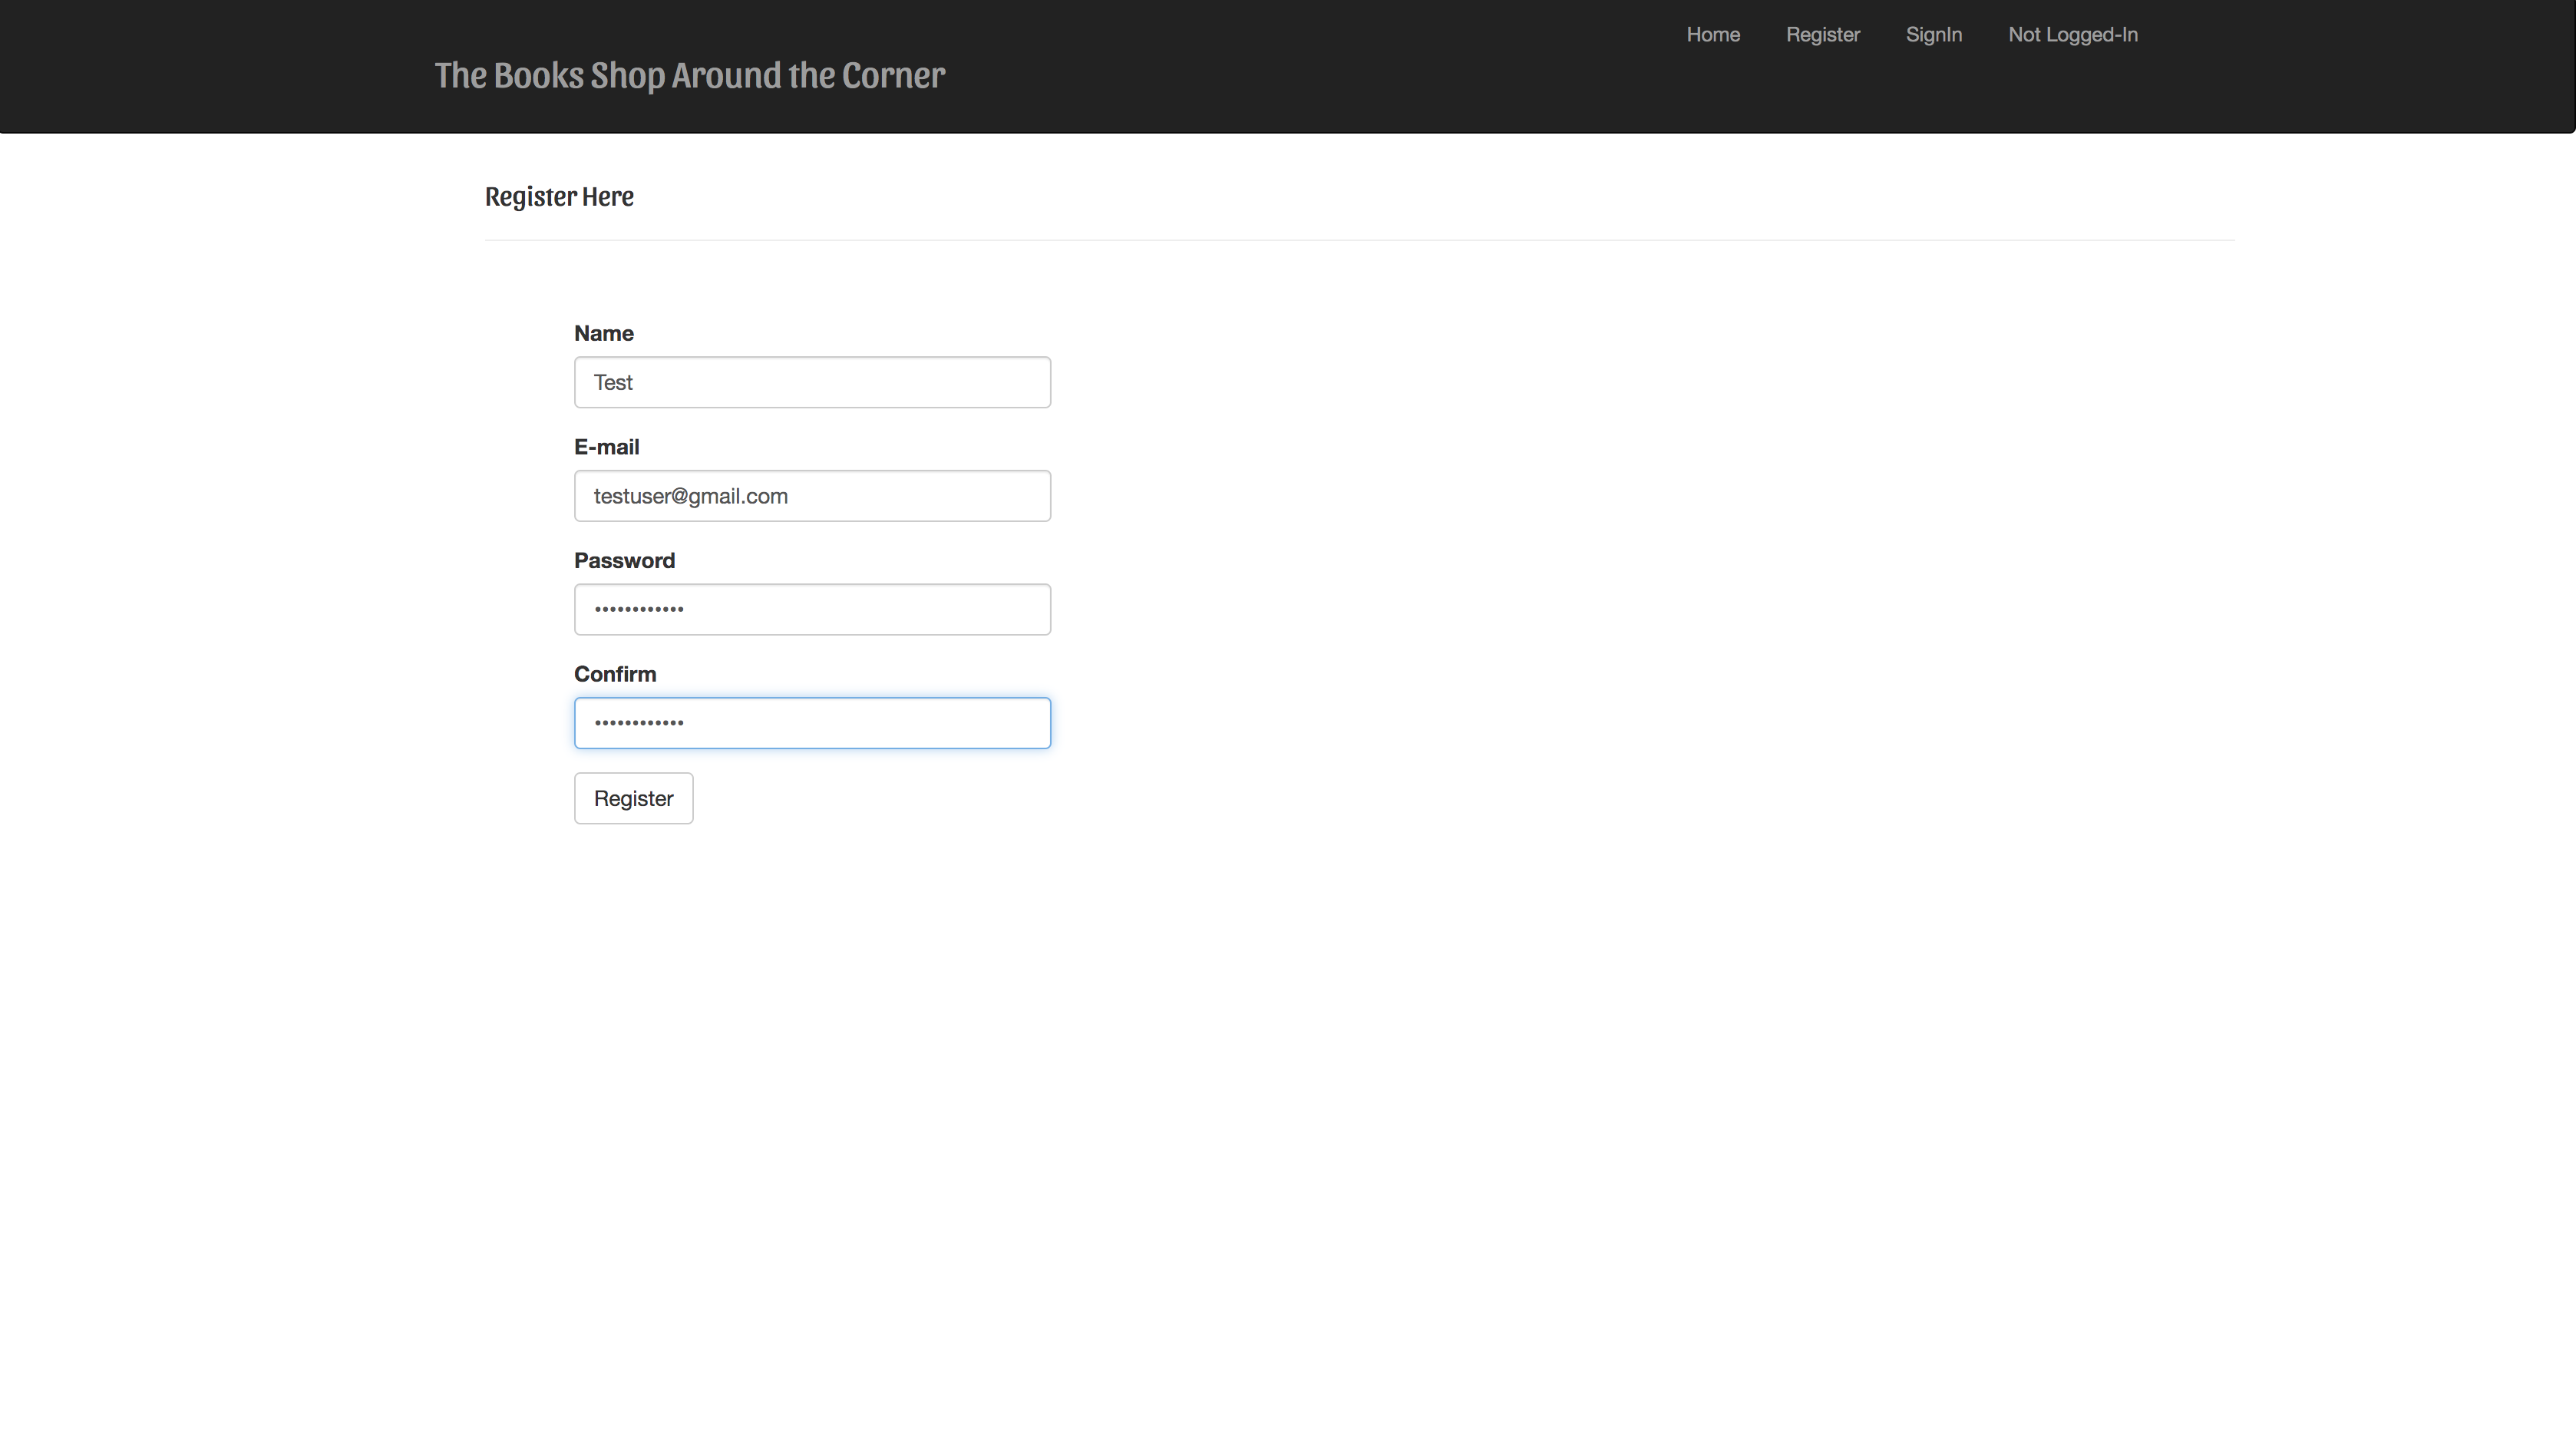 Home Register SignIn Not Logged-In
The Books Shop Around the Corner
Register Here
Name
Test
E-mail
testuser@gmail.com
Password
••••••••••••
Confirm
••••••••••••
Register